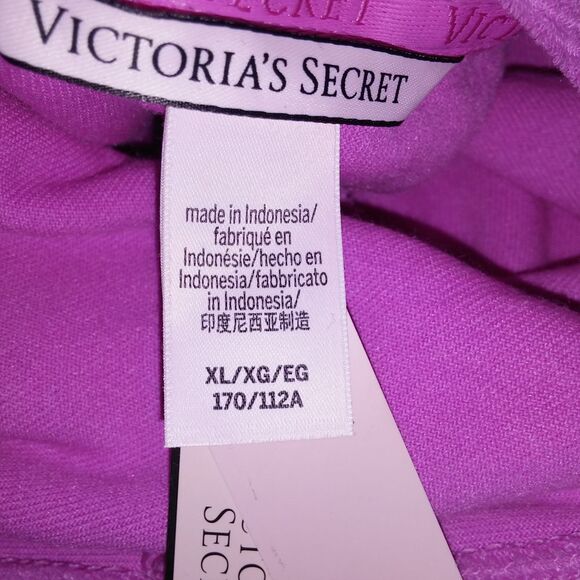 SECRET
VICTORIA'S SECRET
made in Indonesia/
fabriqué en
Indonésie/hecho en
Indonesia/fabbricato
in Indonesia/
印度尼西亚制造
XL/XG/EG
170/112A